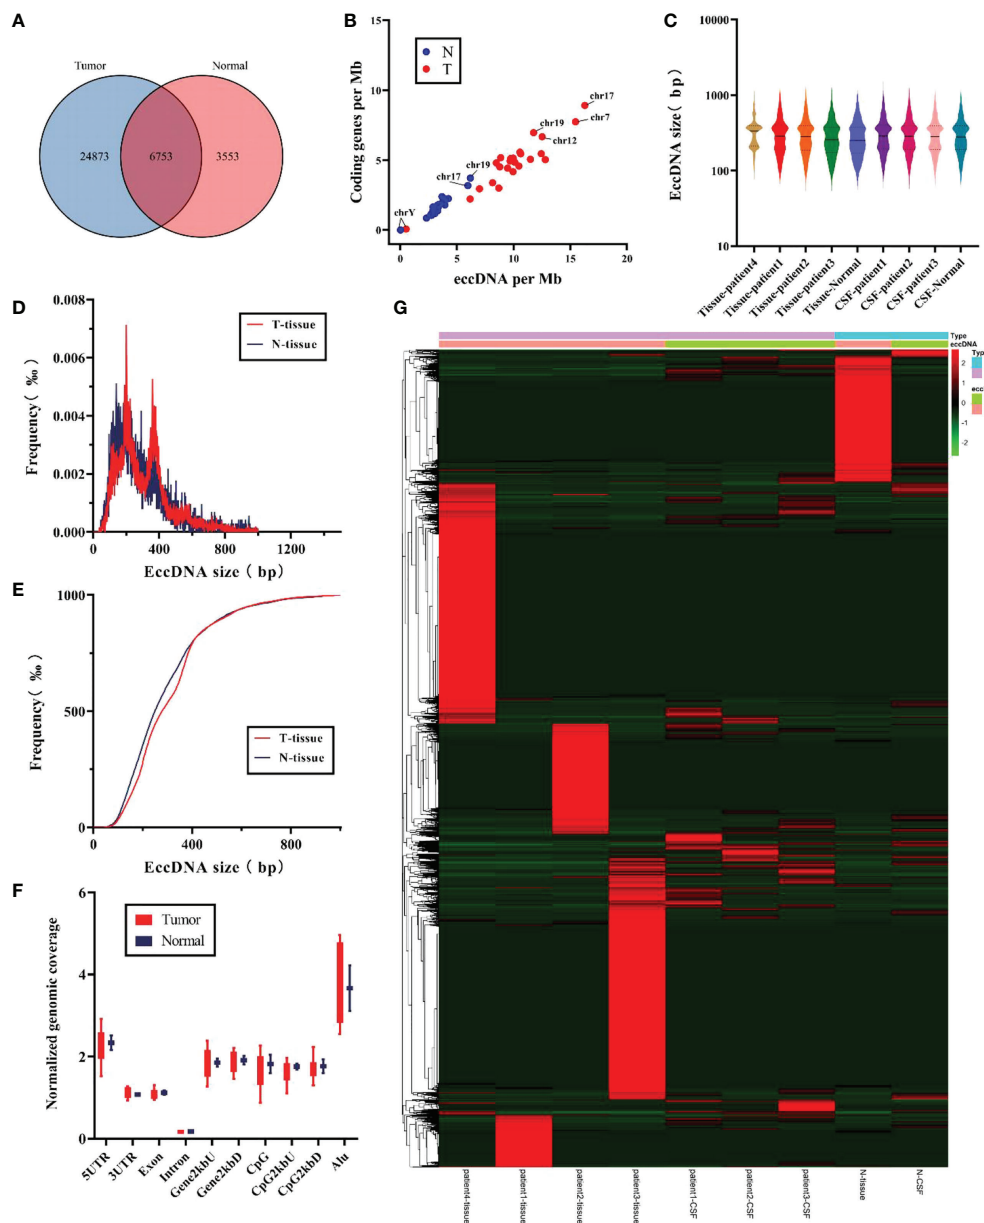 A
Tumor
Normal
24873
6753
3553
B
15
10
5
0
Coding genes per Mb
N
T
chr17
chr7
chr19
chr12
chr19
chr17
chrY
0
5
10
15
20
eccDNA per Mb
C
10000
1000
100
10
EccDNA size( bp)
Tissue-patient4
Tissue-patient1
Tissue-patient2
Tissue-patient3
Tissue-Normal
CSF-patient1
CSF-patient2
CSF-patient3
CSF-Normal
D
0.008
0.006
0.004
0.002
0.000
Frequency( ‰)
T-tissue
N-tissue
0
400
800
1200
EccDNA size( bp)
E
1000
500
0
Frequency( ‰)
T-tissue
N-tissue
0
400
800
EccDNA size( bp)
F
6
4
2
0
Normalized genomic coverage
Tumor
Normal
5UTR
3UTR
Exon
Intron
Gene2kbU
Gene2kbD
CpG
CpG2kbU
CpG2kbD
Alu
G
Type
eccDNA
2
1
0
-1
-2
Typ
ecc
patient4-tissue
patient1-tissue
patient2-tissue
patient3-tissue
patient1-CSF
patient2-CSF
patient3-CSF
N-tissue
N-CSF